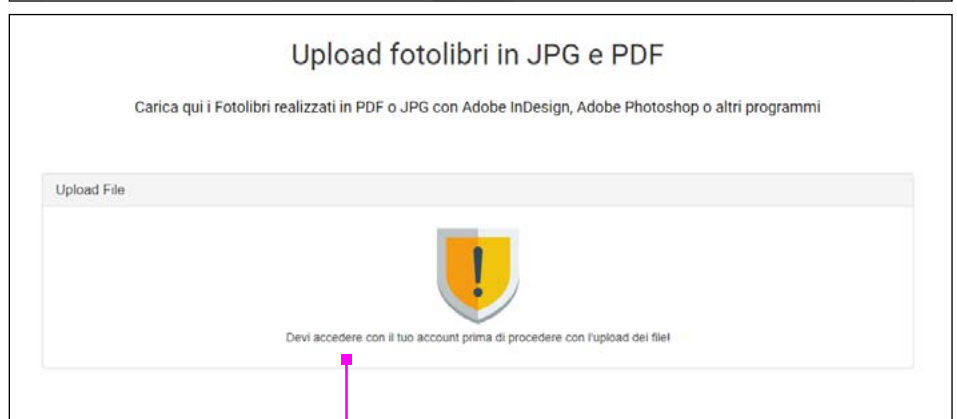 Upload fotolibri in JPG e PDF
Carica qui i Fotolibri realizzati in PDF o JPG con Adobe InDesign, Adobe Photoshop o altri programmi
Upload File
!
Devi accedere con il tuo account prima di procedere con l'upload dei file!